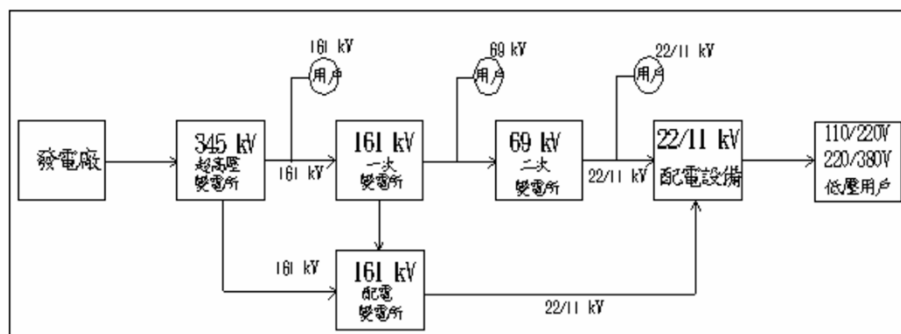 161 kV
用戶
69 kV
用戶
22/11 kV
用戶
發電廠
345 kV
超高壓
變電所
161 kV
161 kV
一次
變電所
69 kV
二次
變電所
22/11 kV
22/11 kV
配電設備
110/220V
220/380V
低壓用戶
161 kV
161 kV
配電
變電所
22/11 kV